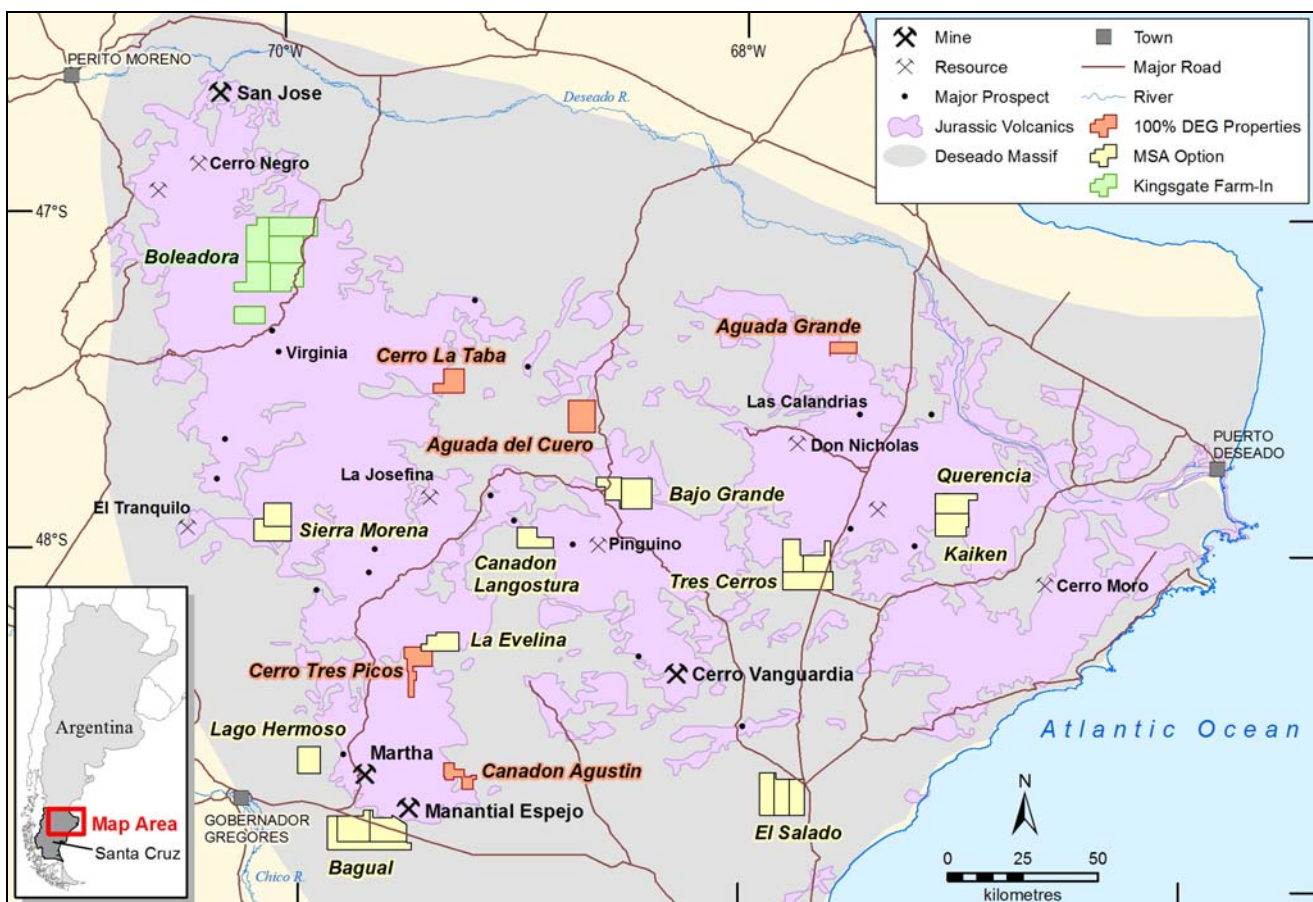 70°W
68°W
PERITO MORENO
San Jose
Deseado R.
Mine
Resource
Major Prospect
Jurassic Volcanics
Deseado Massif
Town
Major Road
River
100% DEG Properties
MSA Option
Kingsgate Farm-In
Cerro Negro
47°S
Boleadora
Virginia
Cerro La Taba
Aguada Grande
Las Calandrias
Aguada del Cuero
Don Nicholas
PUERTO
DESEADO
La Josefina
Bajo Grande
Querencia
El Tranquilo
Sierra Morena
48°S
Canadon
Langostura
Pinguino
Kaiken
Tres Cerros
Cerro Moro
La Evelina
Cerro Tres Picos
Cerro Vanguardia
Argentina
Lago Hermoso
Martha
Atlantic Ocean
Canadon Agustin
Map Area
GOBERNADOR
GREGORES
Manantial Espejo
N
Santa Cruz
El Salado
Bagual
Chico R.
0 25 50
kilometres